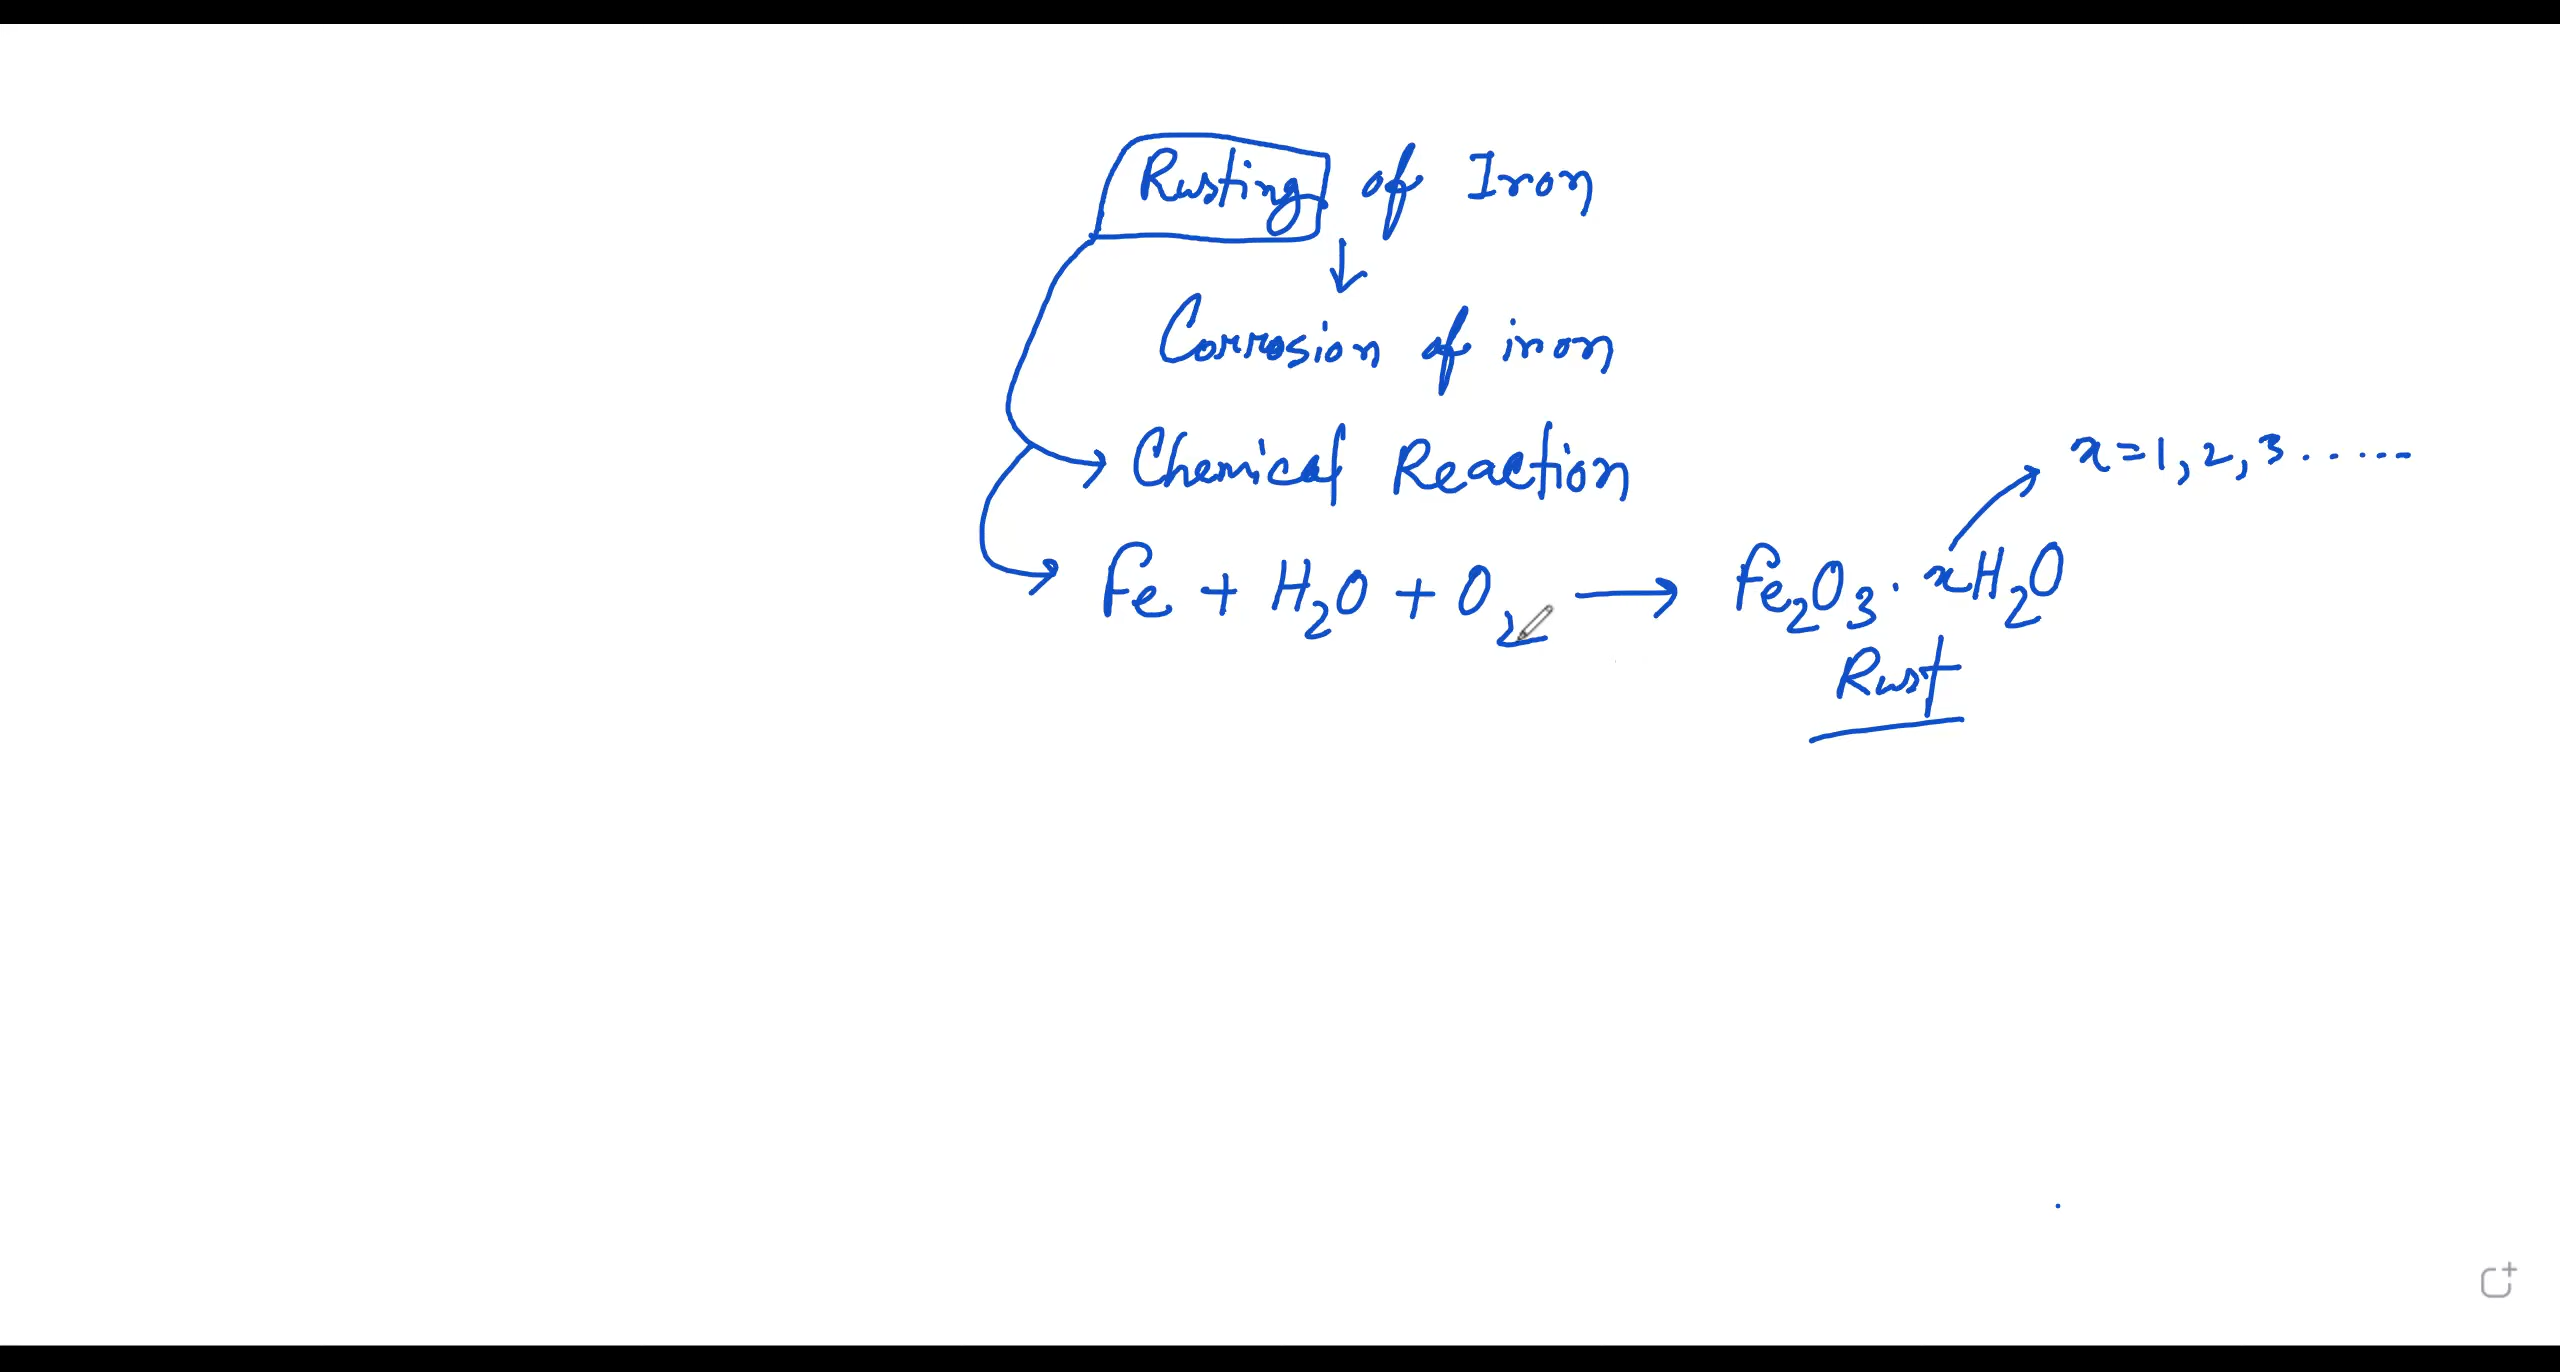 Rusting of Iron
↓
Corrosion of iron
Chemical Reaction
x=1, 2, 3 . . . . . .
Fe + H₂O + O₂ → Fe₂O₃ · xH₂O
Rust